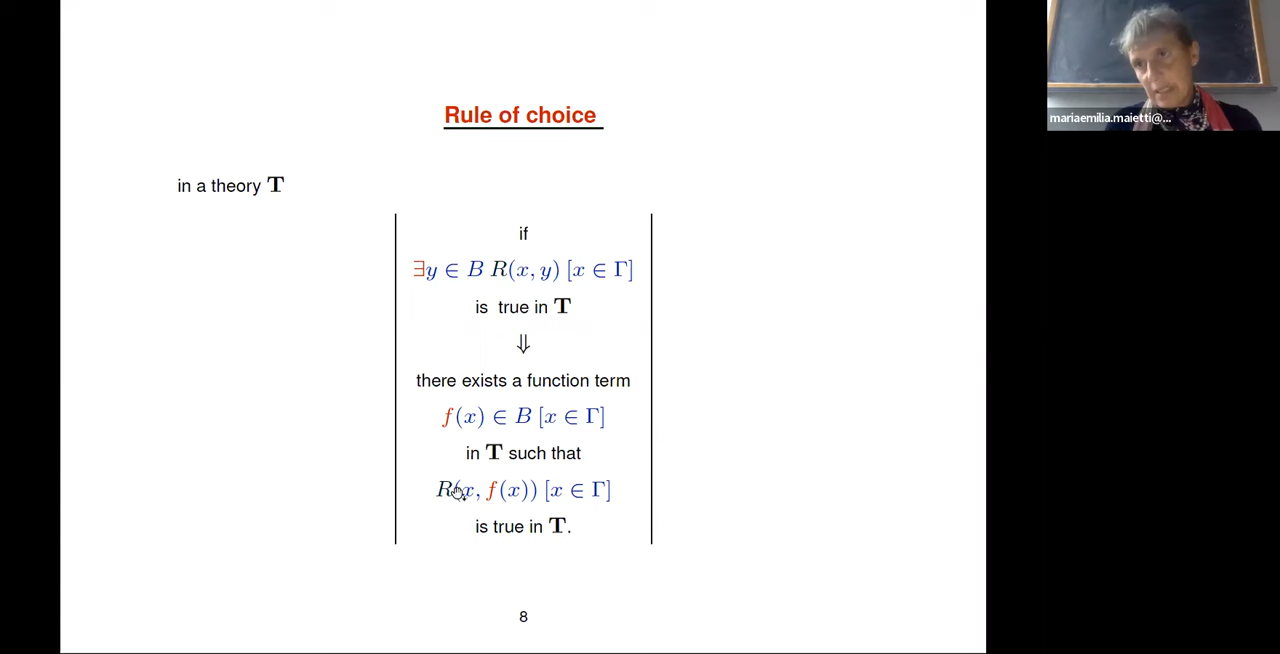 Rule of choice
in a theory T
if
∃y ∈ B R(x, y) [x ∈ Γ]
is true in T
⇓
there exists a function term
f(x) ∈ B [x ∈ Γ]
in T such that
R(x, f(x)) [x ∈ Γ]
is true in T.
8
mariaemilia.maietti@...